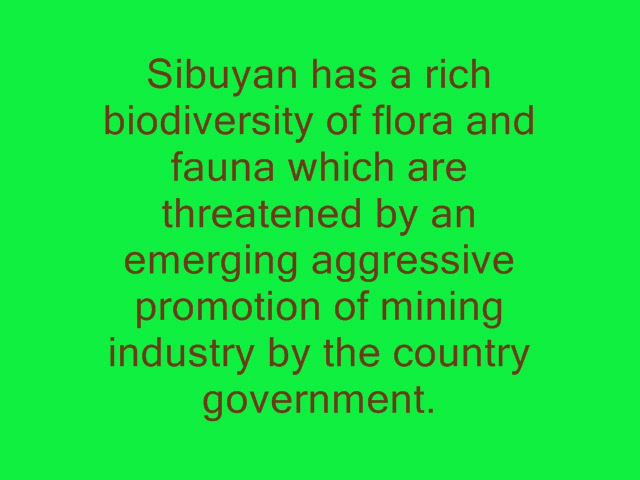 Sibuyan has a rich
biodiversity of flora and
fauna which are
threatened by an
emerging aggressive
promotion of mining
industry by the country
government.